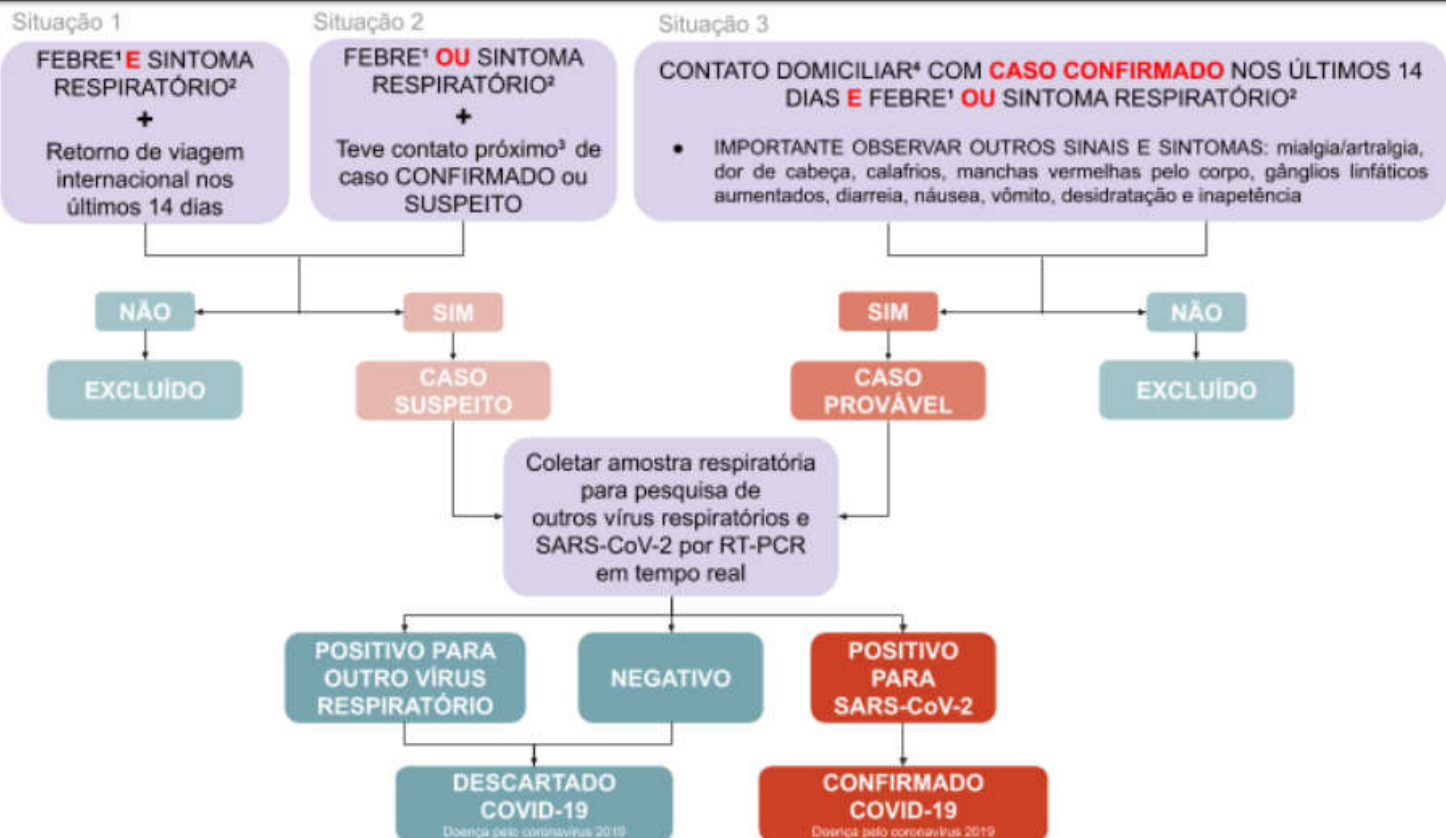 Situação 1
FEBRE¹ E SINTOMA
RESPIRATÓRIO²
+
Retorno de viagem
internacional nos
últimos 14 dias
Situação 2
FEBRE¹ OU SINTOMA
RESPIRATÓRIO²
+
Teve contato próximo³ de
caso CONFIRMADO ou
SUSPEITO
Situação 3
CONTATO DOMICILIAR⁴ COM CASO CONFIRMADO NOS ÚLTIMOS 14
DIAS E FEBRE¹ OU SINTOMA RESPIRATÓRIO²
• IMPORTANTE OBSERVAR OUTROS SINAIS E SINTOMAS: mialgia/artralgia,
dor de cabeça, calafrios, manchas vermelhas pelo corpo, gânglios linfáticos
aumentados, diarreia, náusea, vômito, desidratação e inapetência
NÃO
SIM
SIM
NÃO
EXCLUÍDO
CASO
SUSPEITO
CASO
PROVÁVEL
EXCLUÍDO
Coletar amostra respiratória
para pesquisa de
outros vírus respiratórios e
SARS-CoV-2 por RT-PCR
em tempo real
POSITIVO PARA
OUTRO VÍRUS
RESPIRATÓRIO
NEGATIVO
POSITIVO
PARA
SARS-CoV-2
DESCARTADO
COVID-19
Doença pelo coronavírus 2019
CONFIRMADO
COVID-19
Doença pelo coronavírus 2019